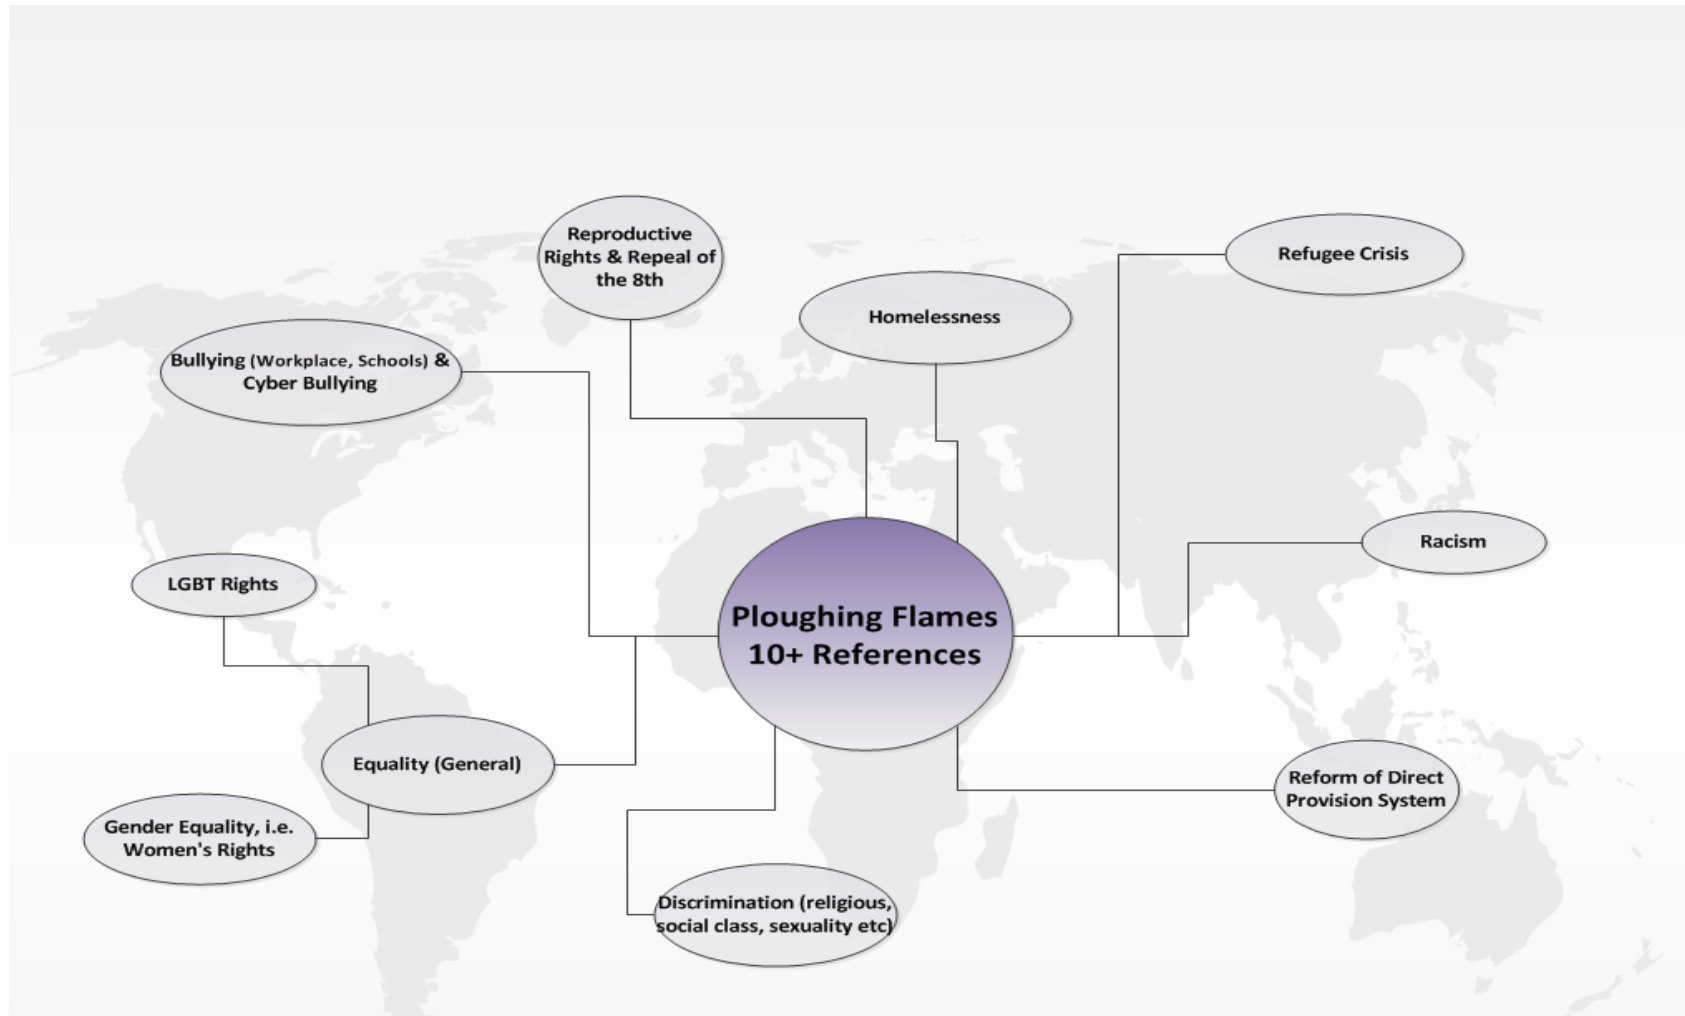 Reproductive
Rights & Repeal of
the 8th
Refugee Crisis
Homelessness
Bullying (Workplace, Schools) &
Cyber Bullying
Racism
LGBT Rights
Ploughing Flames
10+ References
Equality (General)
Reform of Direct
Provision System
Gender Equality, i.e.
Women's Rights
Discrimination (religious,
social class, sexuality etc)